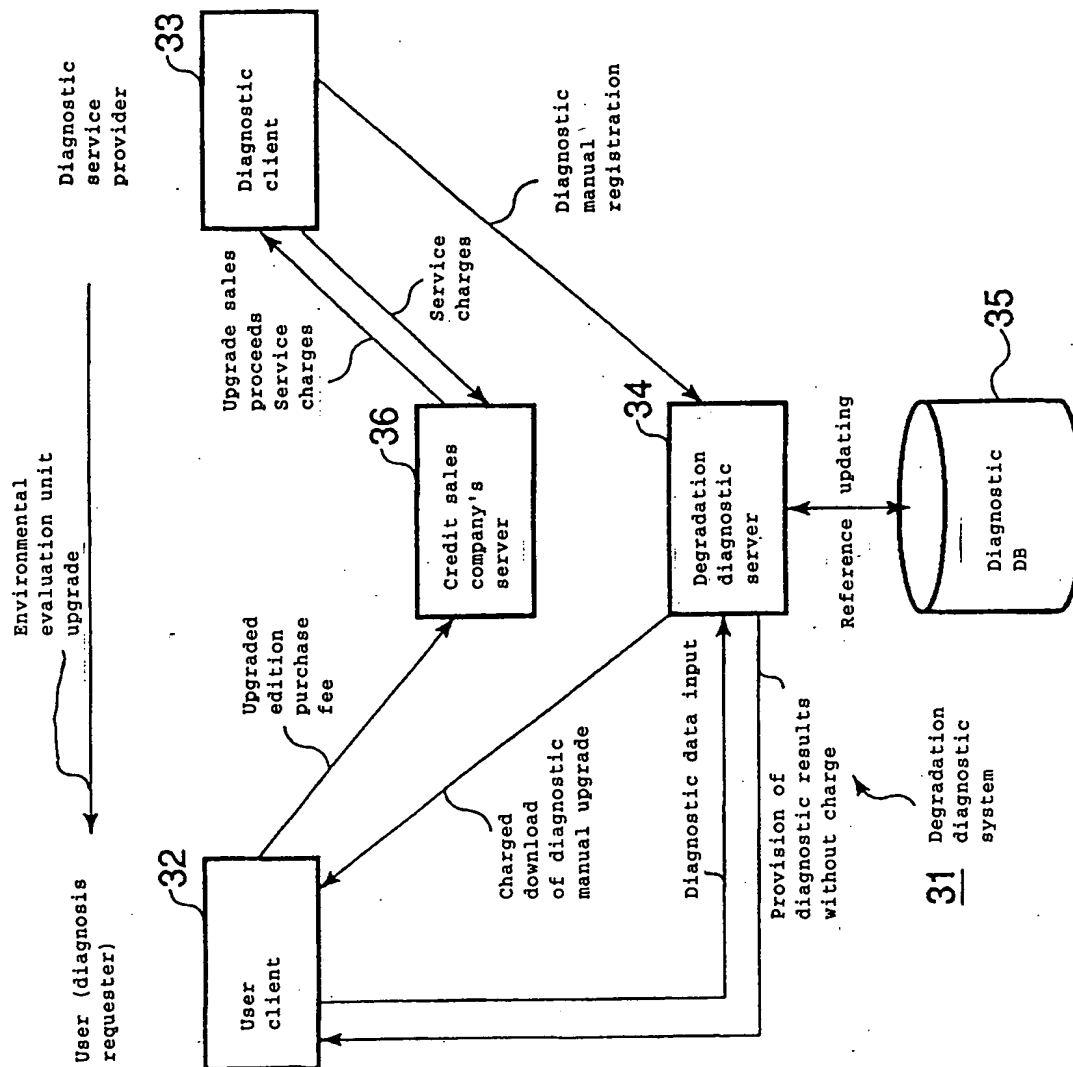 User (diagnosis
requester)
Environmental
evaluation unit
upgrade
Diagnostic
service
provider
32
User
client
33
Diagnostic
client
Upgraded
edition
purchase
fee
36
Credit sales
company's
server
Upgrade sales
proceeds
Service
charges
Service
charges
Diagnostic
manual
registration
Charged
download
of diagnostic
manual upgrade
34
Degradation
diagnostic
server
Diagnostic data input
Provision of
diagnostic results
without charge
Reference updating
35
Diagnostic
DB
31 Degradation
diagnostic
system